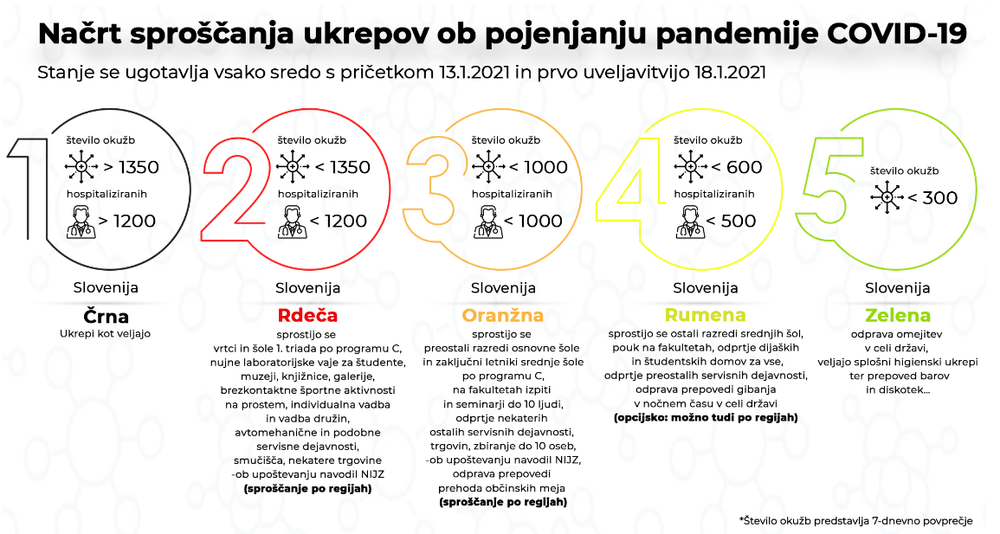 Načrt sproščanja ukrepov ob pojenjanju pandemije COVID-19
Stanje se ugotavlja vsako sredo s pričetkom 13.1.2021 in prvo uveljavitvijo 18.1.2021
1
število okužb
> 1350
hospitaliziranih
> 1200
Slovenija
Črna
Ukrepi kot veljajo
2
število okužb
< 1350
hospitaliziranih
< 1200
Slovenija
Rdeča
sprostijo se
vrtci in šole 1. triada po programu C,
nujne laboratorijske vaje za študente,
muzeji, knjižnice, galerije,
brezkontaktne športne aktivnosti
na prostem, individualna vadba
in vadba družin,
avtomehanične in podobne
servisne dejavnosti,
smučišča, nekatere trgovine
-ob upoštevanju navodil NIJZ
(sproščanje po regijah)
3
število okužb
< 1000
hospitaliziranih
< 1000
Slovenija
Oranžna
sprostijo se
preostali razredi osnovne šole
in zaključni letniki srednje šole
po programu C,
na fakultetah izpiti
in seminarji do 10 ljudi,
odprtje nekaterih
ostalih servisnih dejavnosti,
trgovin, zbiranje do 10 oseb,
-ob upoštevanju navodil NIJZ,
odprava prepovedi
prehoda občinskih meja
(sproščanje po regijah)
4
število okužb
< 600
hospitaliziranih
< 500
Slovenija
Rumena
sprostijo se ostali razredi srednjih šol,
pouk na fakultetah, odprtje dijaških
in študentskih domov za vse,
odprtje preostalih servisnih dejavnosti,
odprava prepovedi gibanja
v nočnem času v celi državi
(opcijsko: možno tudi po regijah)
5
število okužb
< 300
Slovenija
Zelena
odprava omejitev
v celi državi,
veljajo splošni higienski ukrepi
ter prepoved barov
in diskotek...
*Število okužb predstavlja 7-dnevno povprečje